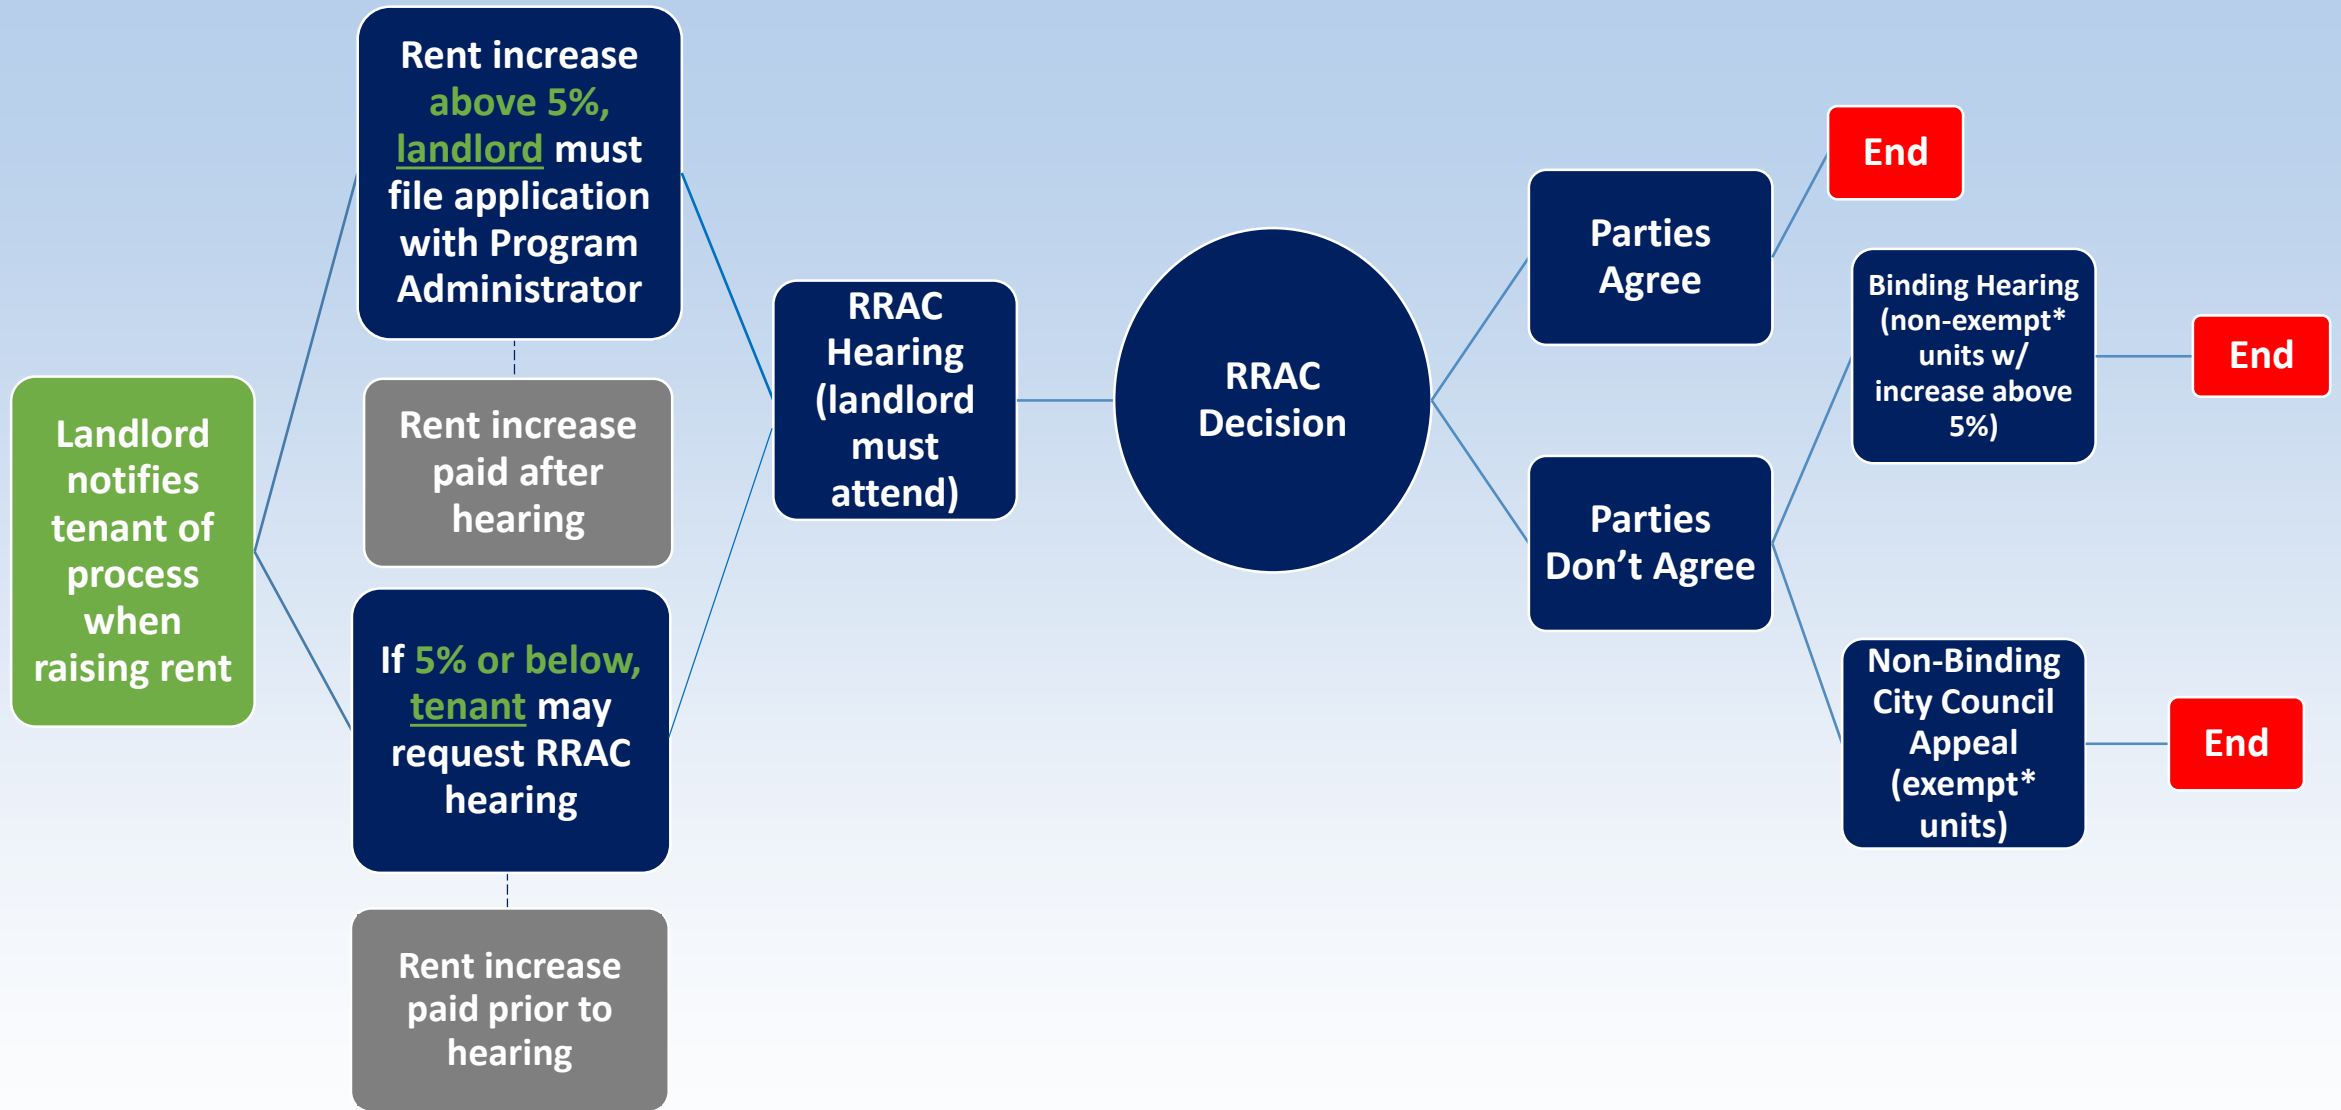 Landlord
notifies
tenant of
process
when
raising rent
Rent increase
above 5%,
landlord must
file application
with Program
Administrator
Rent increase
paid after
hearing
If 5% or below,
tenant may
request RRAC
hearing
Rent increase
paid prior to
hearing
RRAC
Hearing
(landlord
must
attend)
RRAC
Decision
Parties
Agree
End
Parties
Don’t Agree
Binding Hearing
(non-exempt*
units w/
increase above
5%)
End
Non-Binding
City Council
Appeal
(exempt*
units)
End